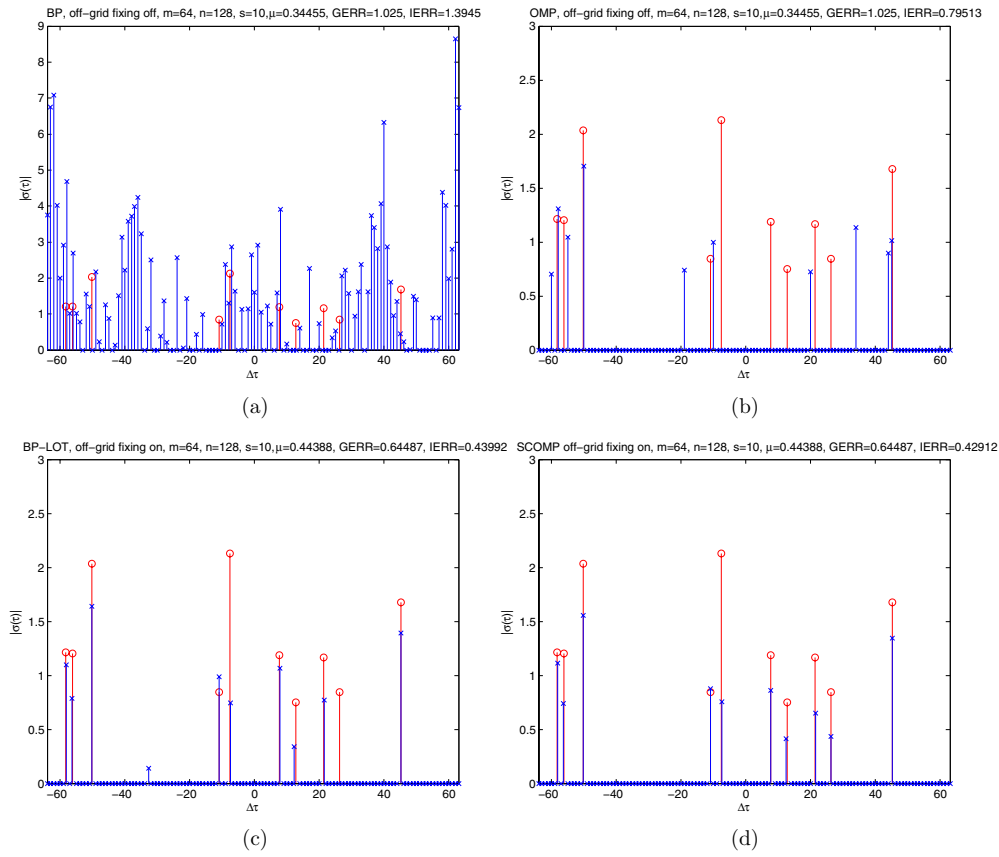 BP, off-grid fixing off, m=64, n=128, s=10,μ=0.34455, GERR=1.025, IERR=1.3945
9
8
7
6
5
4
3
2
1
0
|σ(τ)|
−60 −40 −20 0 20 40 60
Δτ
(a)
OMP, off-grid fixing off, m=64, n=128, s=10,μ=0.34455, GERR=1.025, IERR=0.79513
3
2.5
2
1.5
1
0.5
0
|σ(τ)|
−60 −40 −20 0 20 40 60
Δτ
(b)
BP-LOT, off-grid fixing on, m=64, n=128, s=10,μ=0.44388, GERR=0.64487, IERR=0.43992
3
2.5
2
1.5
1
0.5
0
|σ(τ)|
−60 −40 −20 0 20 40 60
Δτ
(c)
SCOMP off-grid fixing on, m=64, n=128, s=10,μ=0.44388, GERR=0.64487, IERR=0.42912
3
2.5
2
1.5
1
0.5
0
|σ(τ)|
−60 −40 −20 0 20 40 60
Δτ
(d)